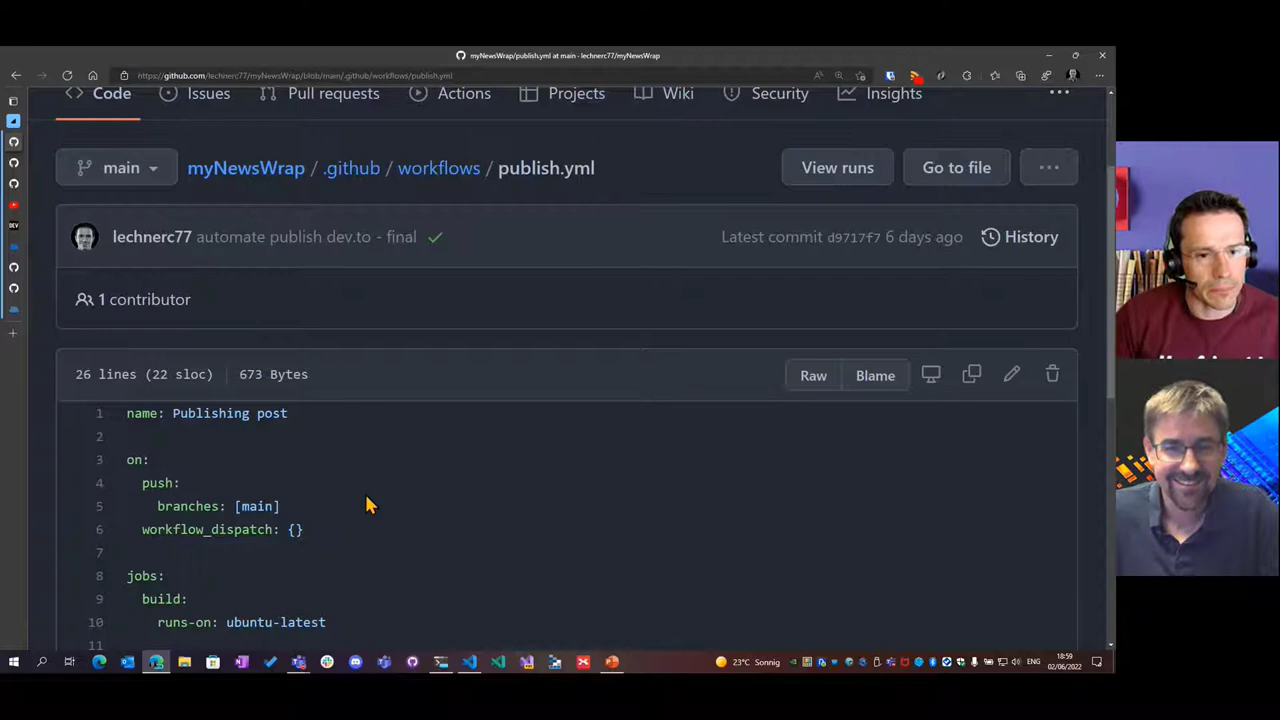 myNewsWrap/publish.yml at main · lechnerc77/myNewsWrap
https://github.com/lechnerc77/myNewsWrap/blob/main/.github/workflows/publish.yml
Code Issues Pull requests Actions Projects Wiki Security Insights
main myNewsWrap / .github / workflows / publish.yml View runs Go to file
lechnerc77 automate publish dev.to - final Latest commit d9717f7 6 days ago History
1 contributor
26 lines (22 sloc) 673 Bytes Raw Blame
1 name: Publishing post
2
3 on:
4 push:
5 branches: [main]
6 workflow_dispatch: {}
7
8 jobs:
9 build:
10 runs-on: ubuntu-latest
11
DEV
23°C Sonnig ENG 18:59
02/06/2022